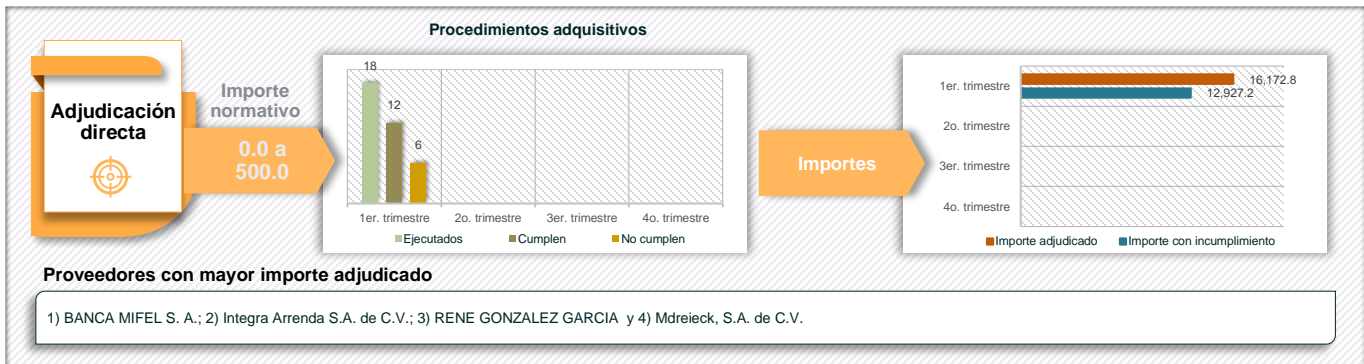 Procedimientos adquisitivos
Adjudicación
directa
Importe
normativo
0.0 a
500.0
18
12
6
1er. trimestre
2o. trimestre
3er. trimestre
4o. trimestre
Ejecutados
Cumplen
No cumplen
Importes
1er. trimestre
2o. trimestre
3er. trimestre
4o. trimestre
16,172.8
12,927.2
Importe adjudicado
Importe con incumplimiento
Proveedores con mayor importe adjudicado
1) BANCA MIFEL S. A.; 2) Integra Arrenda S.A. de C.V.; 3) RENE GONZALEZ GARCIA y 4) Mdreieck, S.A. de C.V.